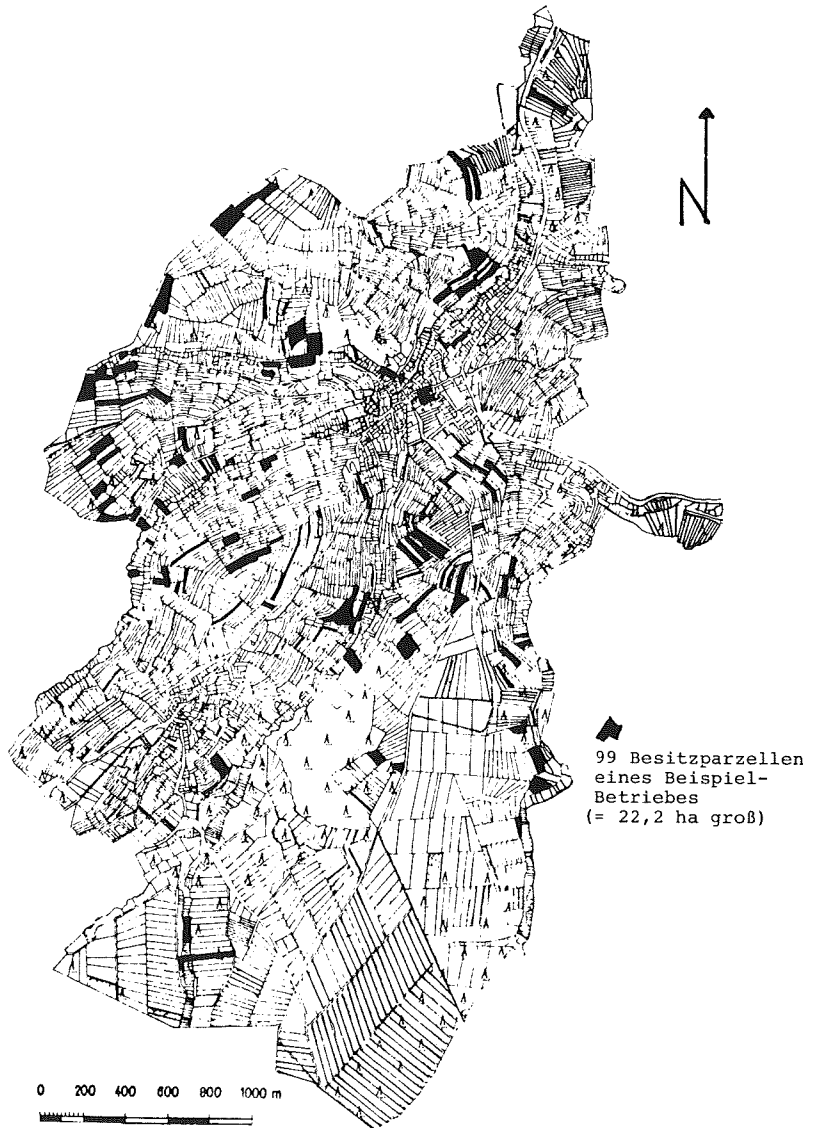 N
99 Besitzparzellen
eines Beispiel-
Betriebes
(= 22,2 ha groß)
0 200 400 600 800 1000 m